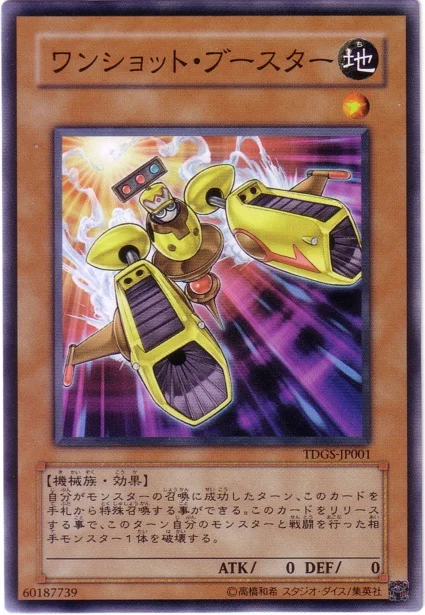 ワンショット・ブースター 地
TDGS-JP001
【機械族・効果】
自分がモンスターの召喚に成功したターン、このカードを
手札から特殊召喚する事ができる。このカードをリリース
する事で、このターン自分のモンスターと戦闘を行った相
手モンスター1体を破壊する。
ATK/ 0 DEF/ 0
60187739 ©高橋和希 スタジオ・ダイス/集英社